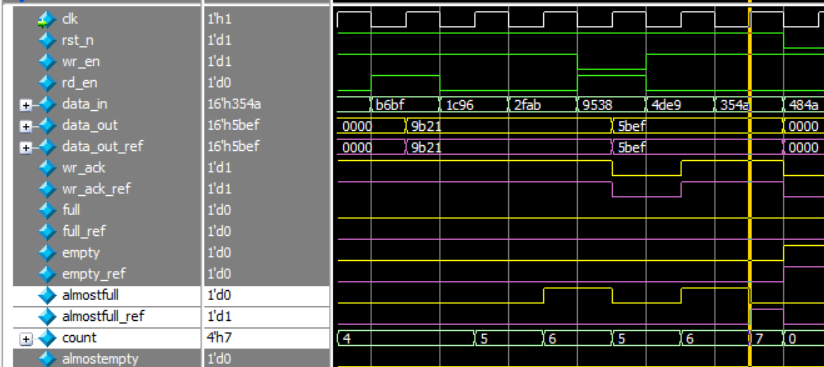 clk 1'h1
rst_n 1'd1
wr_en 1'd1
rd_en 1'd0
data_in 16'h354a b6bf 1c96 2fab 9538 4de9 354a 484a
data_out 16'h5bef 0000 9b21 5bef 0000
data_out_ref 16'h5bef 0000 9b21 5bef 0000
wr_ack 1'd1
wr_ack_ref 1'd1
full 1'd0
full_ref 1'd0
empty 1'd0
empty_ref 1'd0
almostfull 1'd0
almostfull_ref 1'd1
count 4'h7 4 5 6 5 6 7 0
almostempty 1'd0